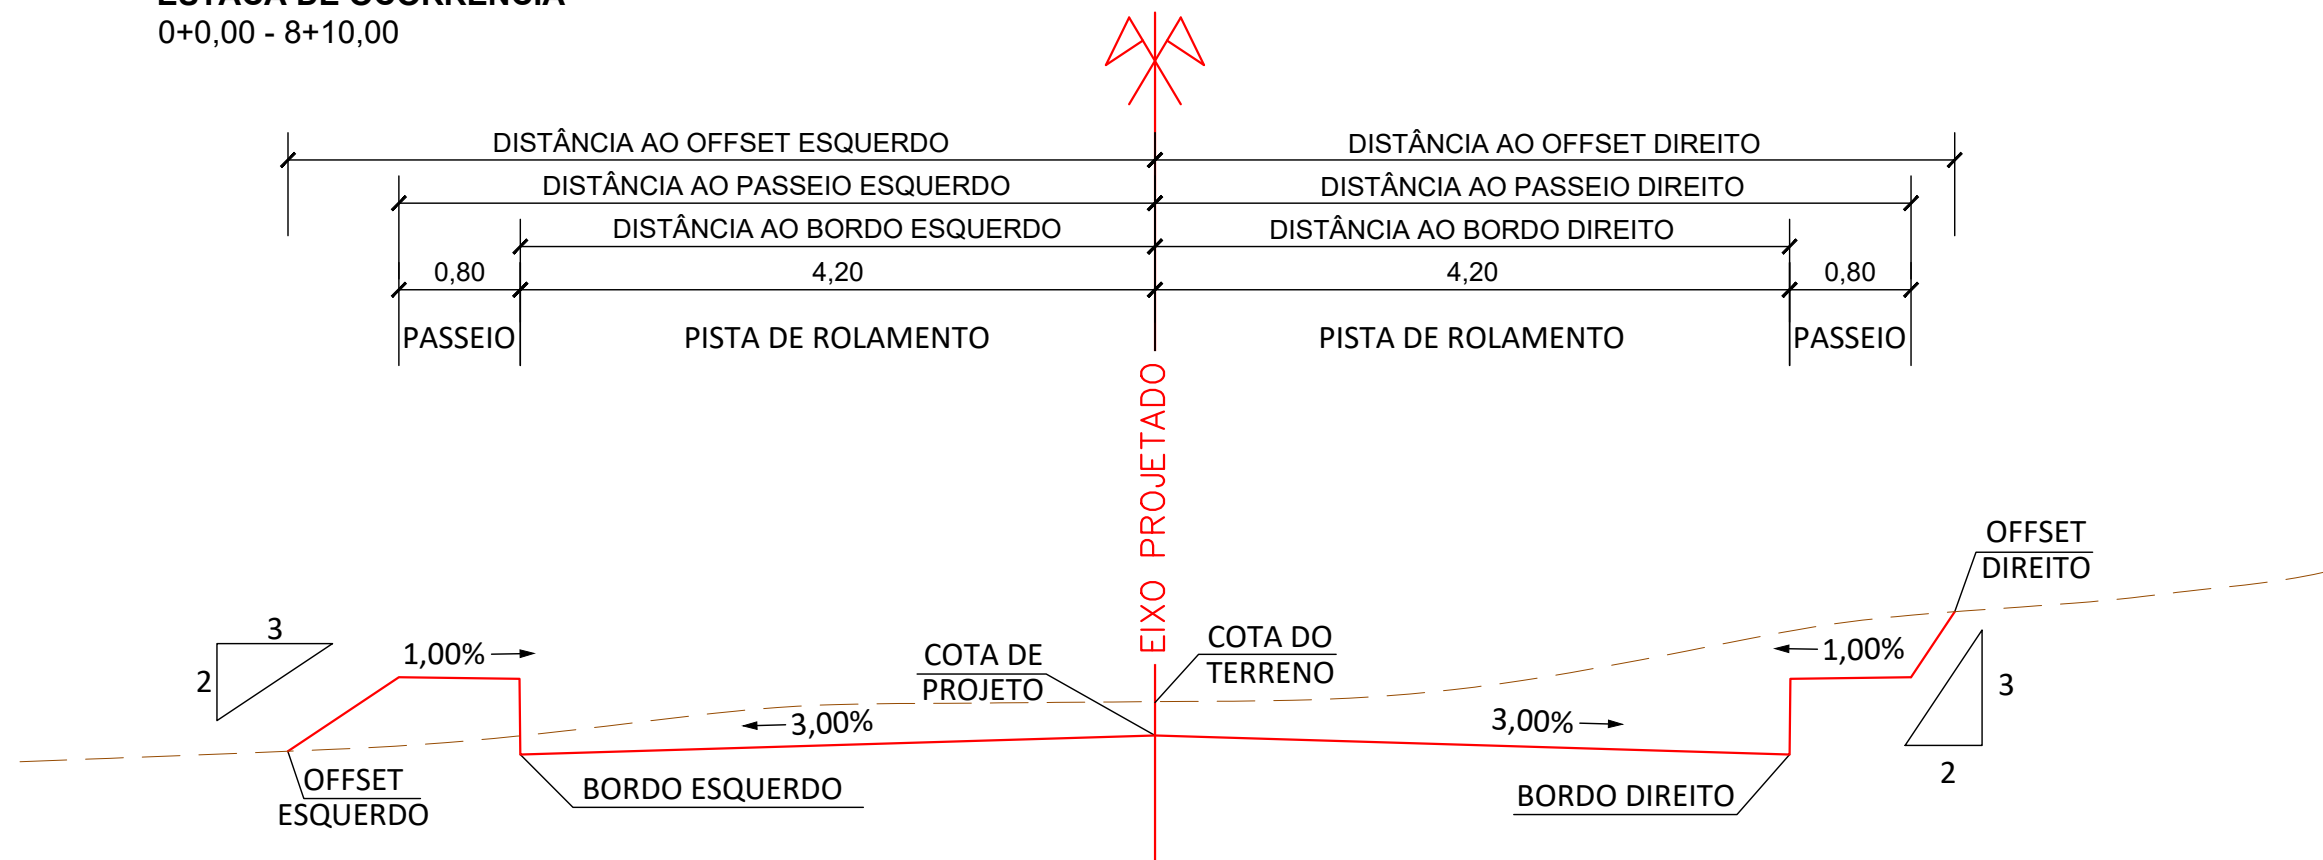 ESTACA DE OCORRÊNCIA
0+0,00 - 8+10,00
DISTÂNCIA AO OFFSET ESQUERDO
DISTÂNCIA AO OFFSET DIREITO
DISTÂNCIA AO PASSEIO ESQUERDO
DISTÂNCIA AO PASSEIO DIREITO
DISTÂNCIA AO BORDO ESQUERDO
DISTÂNCIA AO BORDO DIREITO
0,80
4,20
4,20
0,80
PASSEIO
PISTA DE ROLAMENTO
PISTA DE ROLAMENTO
PASSEIO
EIXO PROJETADO
OFFSET
DIREITO
3
2
1,00%
COTA DE
PROJETO
COTA DO
TERRENO
1,00%
3
2
3,00%
3,00%
OFFSET
ESQUERDO
BORDO ESQUERDO
BORDO DIREITO